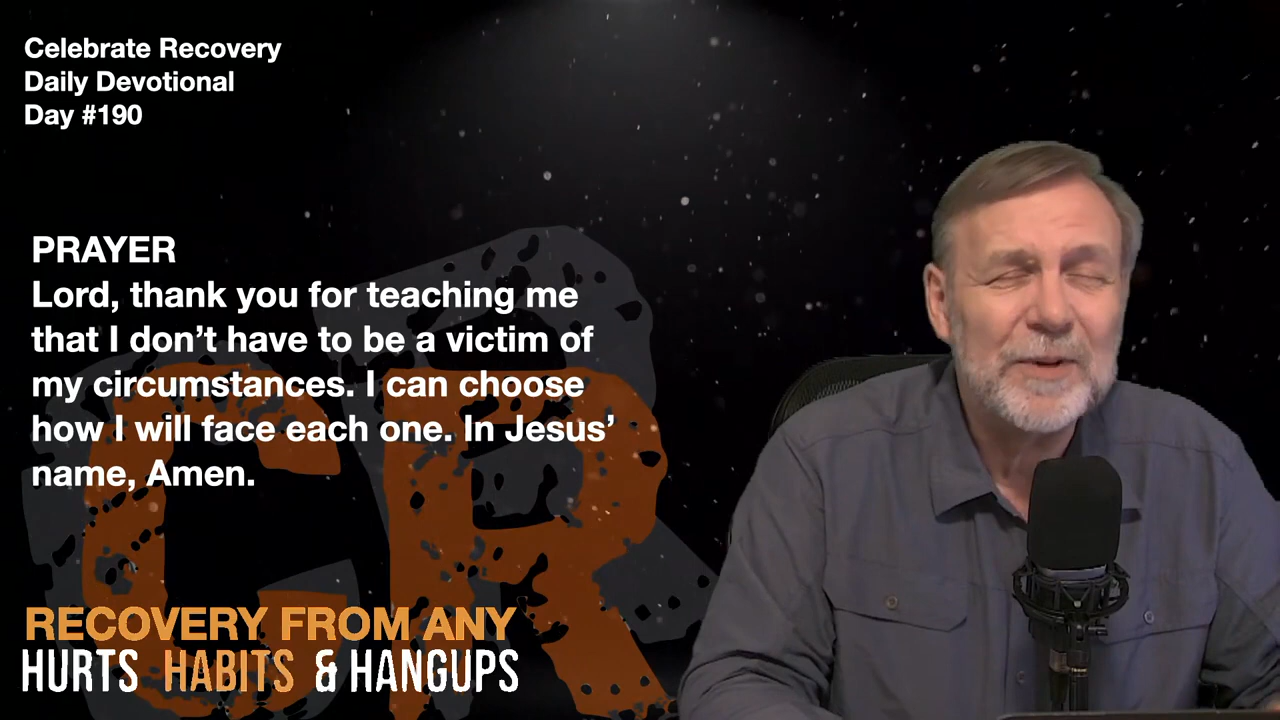 Celebrate Recovery
Daily Devotional
Day #190
PRAYER
Lord, thank you for teaching me
that I don’t have to be a victim of
my circumstances. I can choose
how I will face each one. In Jesus’
name, Amen.
CR
RECOVERY FROM ANY
HURTS HABITS & HANGUPS